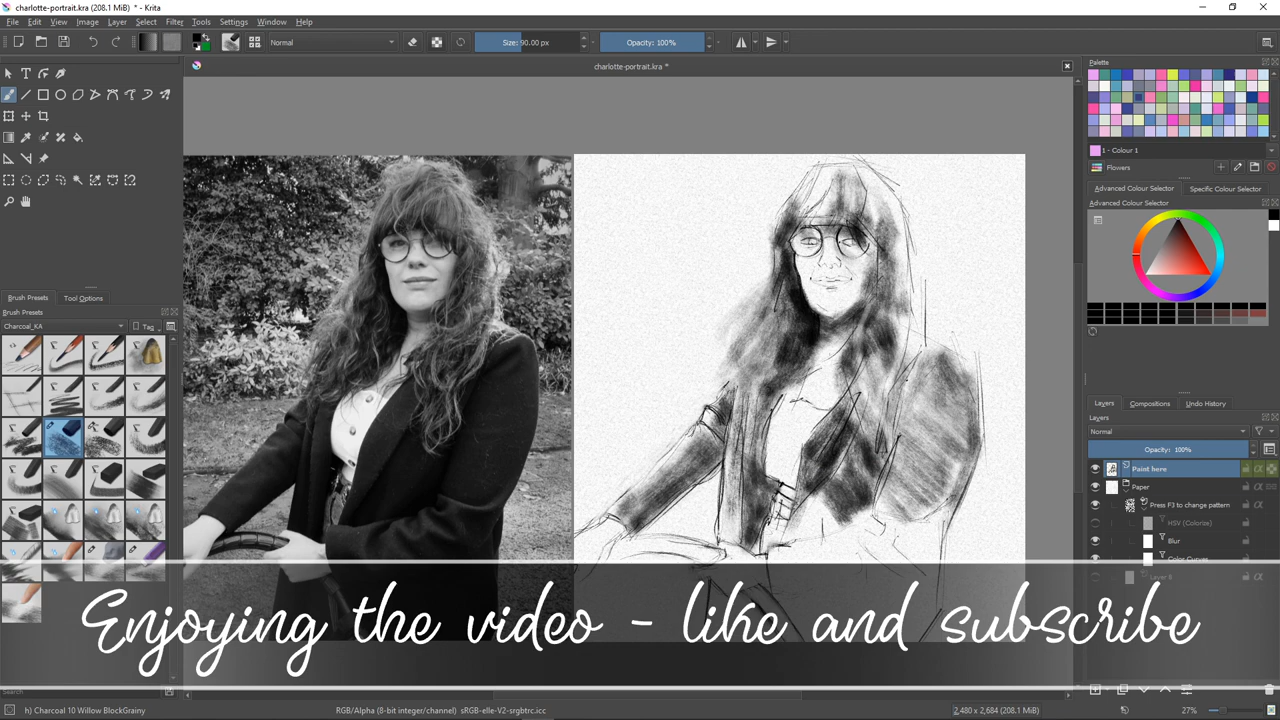 charlotte-portrait.kra (208.1 MiB) * - Krita
File Edit View Image Layer Select Filter Tools Settings Window Help
Normal
Size: 90.00 px
Opacity: 100%
charlotte-portrait.kra *
Palette
1 - Colour 1
Flowers
Advanced Colour Selector
Specific Colour Selector
Advanced Colour Selector
Brush Presets
Tool Options
Brush Presets
Charcoal_KA
Tag
Layers
Compositions
Undo History
Layers
Normal
Opacity: 100%
Paint here
Paper
Press F3 to change pattern
HSV (Colorize)
Blur
Color Curves
Layer 8
Enjoying the video - like and subscribe
Search
h) Charcoal 10 Willow BlockGrainy
RGB/Alpha (8-bit integer/channel) sRGB-elle-V2-srgbtrc.icc
2,480 x 2,684 (208.1 MiB)
27%